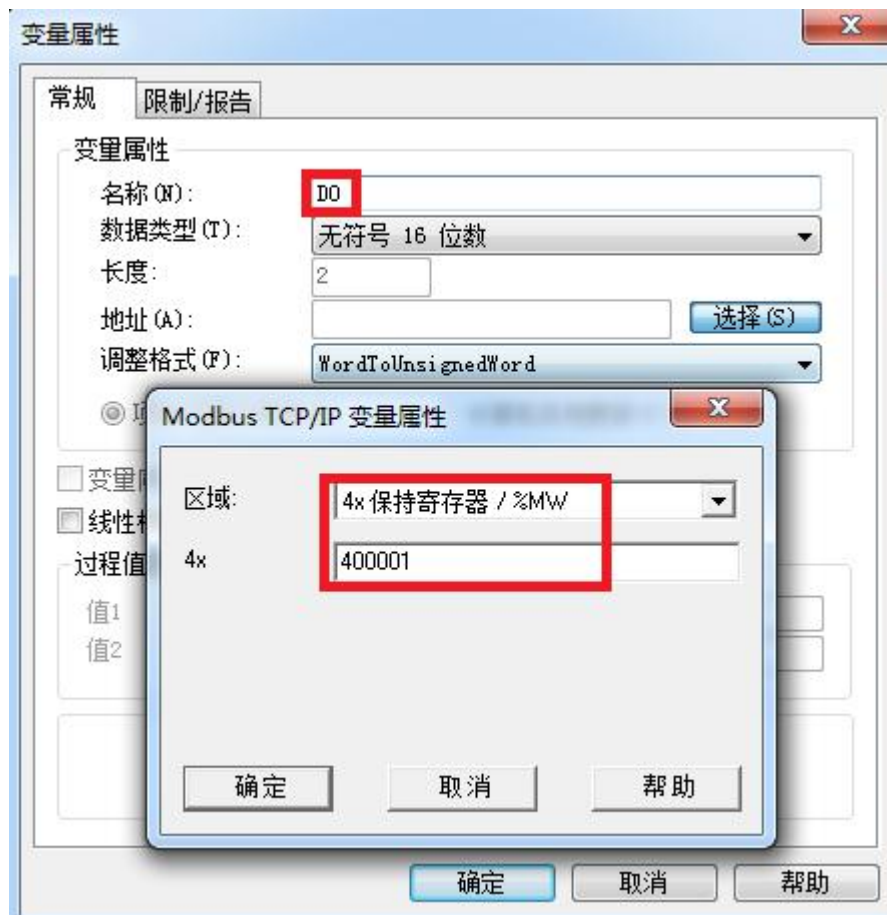 变量属性
常规 限制/报告
变量属性
名称(N): DO
数据类型(T): 无符号 16 位数
长度: 2
地址(A): 选择(S)
调整格式(F): WordToUnsignedWord
Modbus TCP/IP 变量属性
变量
区域: 4x 保持寄存器 / %MW
线性
过程值
4x 400001
值1
值2
确定 取消 帮助
确定 取消 帮助